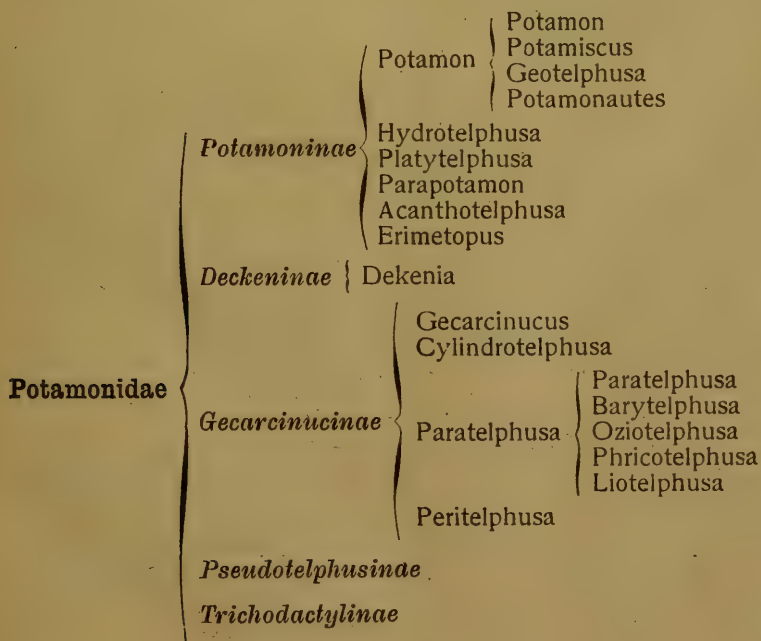 Potamonidae
Potamoninae
Potamon
Potamon
Potamiscus
Geotelphusa
Potamonautes
Hydrotelphusa
Platytelphusa
Parapotamon
Acanthotelphusa
Erimetopus
Deckeninae
Dekenia
Gecarcinucinae
Gecarcinucus
Cylindrotelphusa
Paratelphusa
Paratelphusa
Barytelphusa
Oziotelphusa
Phricotelphusa
Liotelphusa
Peritelphusa
Pseudotelphusinae
Trichodactylinae